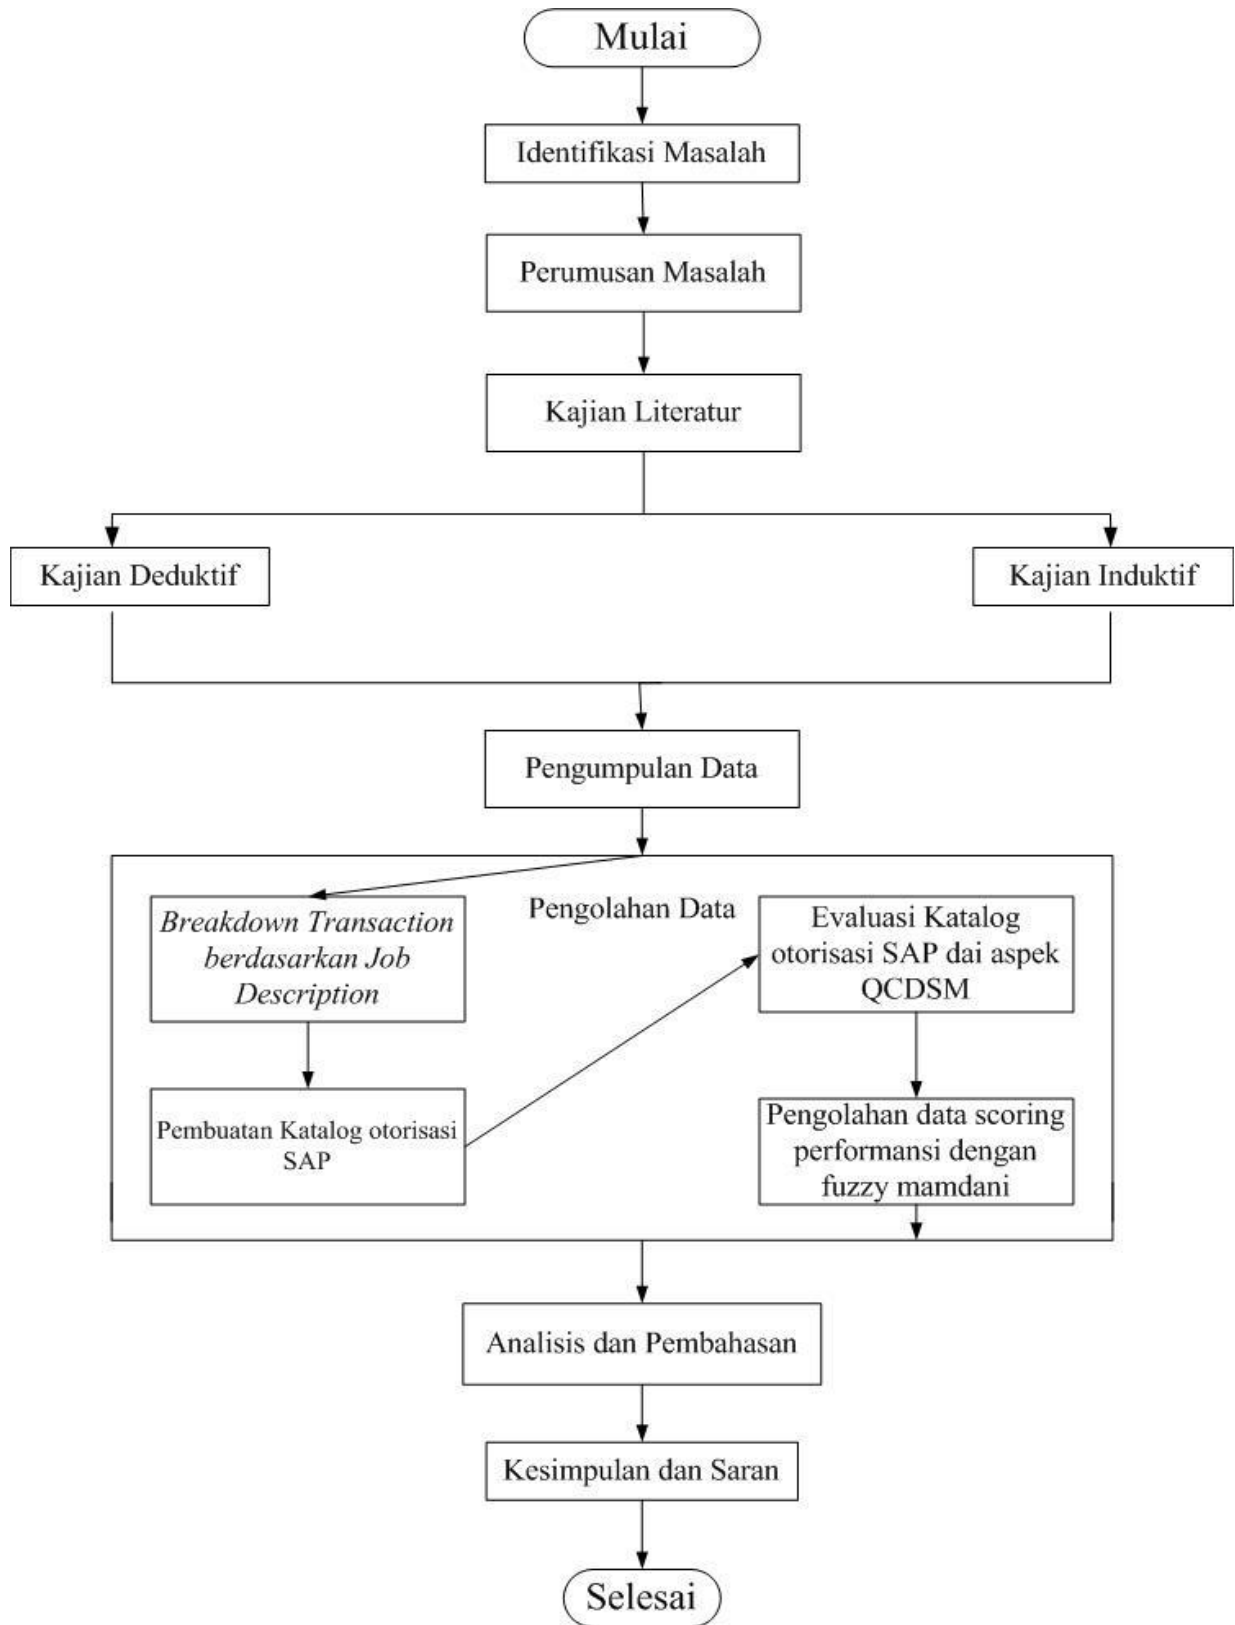 Mulai
Identifikasi Masalah
Perumusan Masalah
Kajian Literatur
Kajian Deduktif
Kajian Induktif
Pengumpulan Data
Pengolahan Data
Breakdown Transaction
berdasarkan Job
Description
Pembuatan Katalog otorisasi
SAP
Evaluasi Katalog
otorisasi SAP dai aspek
QCDSM
Pengolahan data scoring
performansi dengan
fuzzy mamdani
Analisis dan Pembahasan
Kesimpulan dan Saran
Selesai